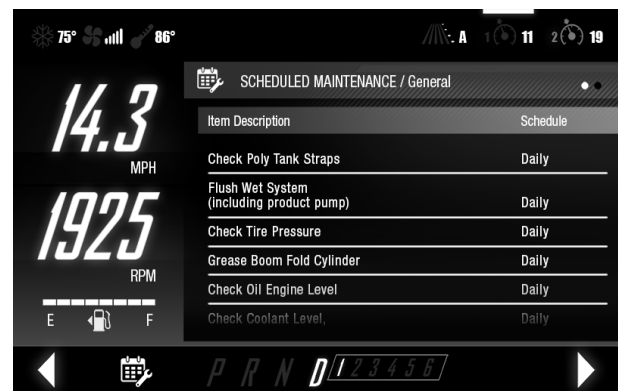 75° 86° A 1 11 2 19
SCHEDULED MAINTENANCE / General
14.3
MPH
Item Description Schedule
Check Poly Tank Straps Daily
Flush Wet System
(including product pump) Daily
Check Tire Pressure Daily
1925
RPM
Grease Boom Fold Cylinder Daily
Check Oil Engine Level Daily
Check Coolant Level, Daily
E F
P R N D 1 2 3 4 5 6